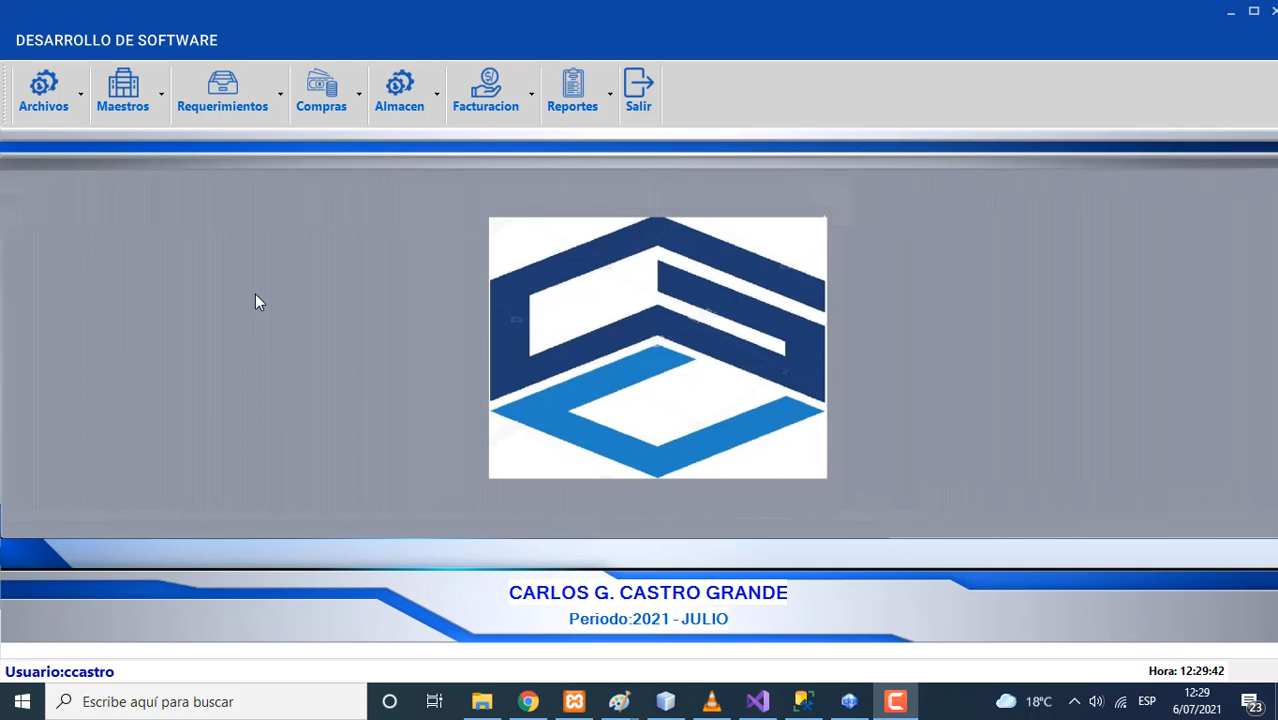 DESARROLLO DE SOFTWARE
Archivos Maestros Requerimientos Compras Almacen Facturacion Reportes Salir
CARLOS G. CASTRO GRANDE
Periodo:2021 - JULIO
Usuario:ccastro
Hora: 12:29:42
Escribe aquí para buscar
18°C
ESP
12:29
6/07/2021
23